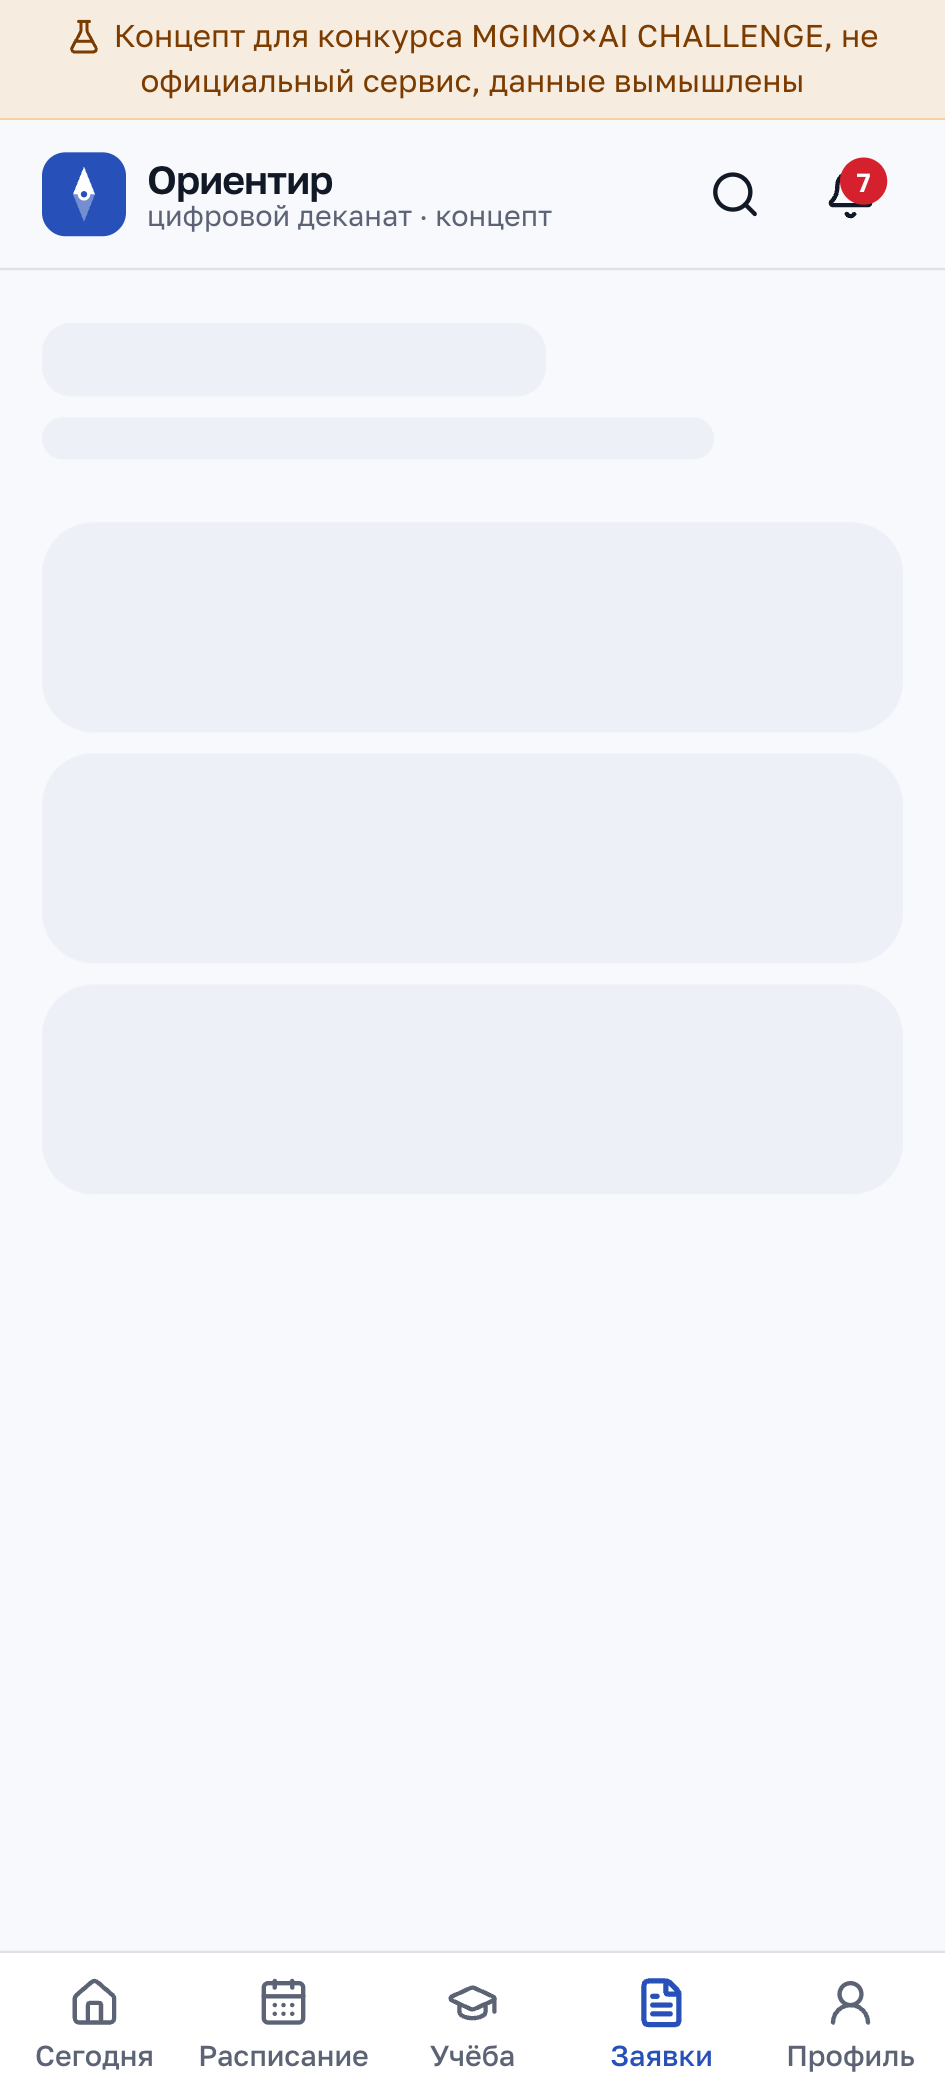 Концепт для конкурса MGIMO×AI CHALLENGE, не
официальный сервис, данные вымышлены
Ориентир
цифровой деканат · концепт
7
Сегодня
Расписание
Учёба
Заявки
Профиль